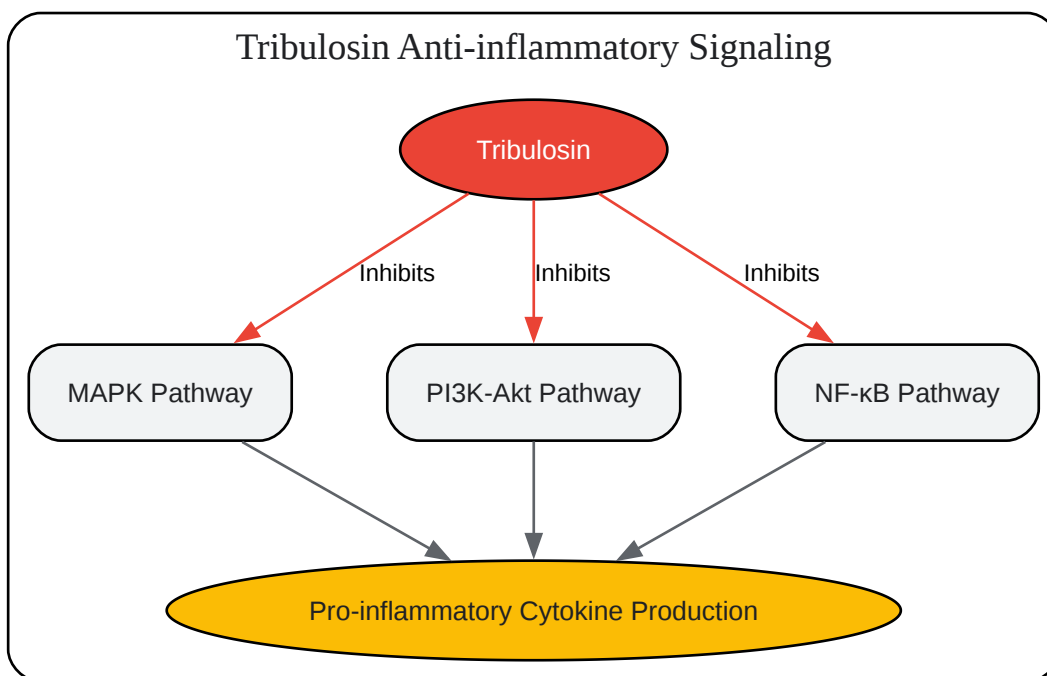 Tribulosin Anti-inflammatory Signaling
Tribulosin
Inhibits
Inhibits
Inhibits
MAPK Pathway
PI3K-Akt Pathway
NF-κB Pathway
Pro-inflammatory Cytokine Production